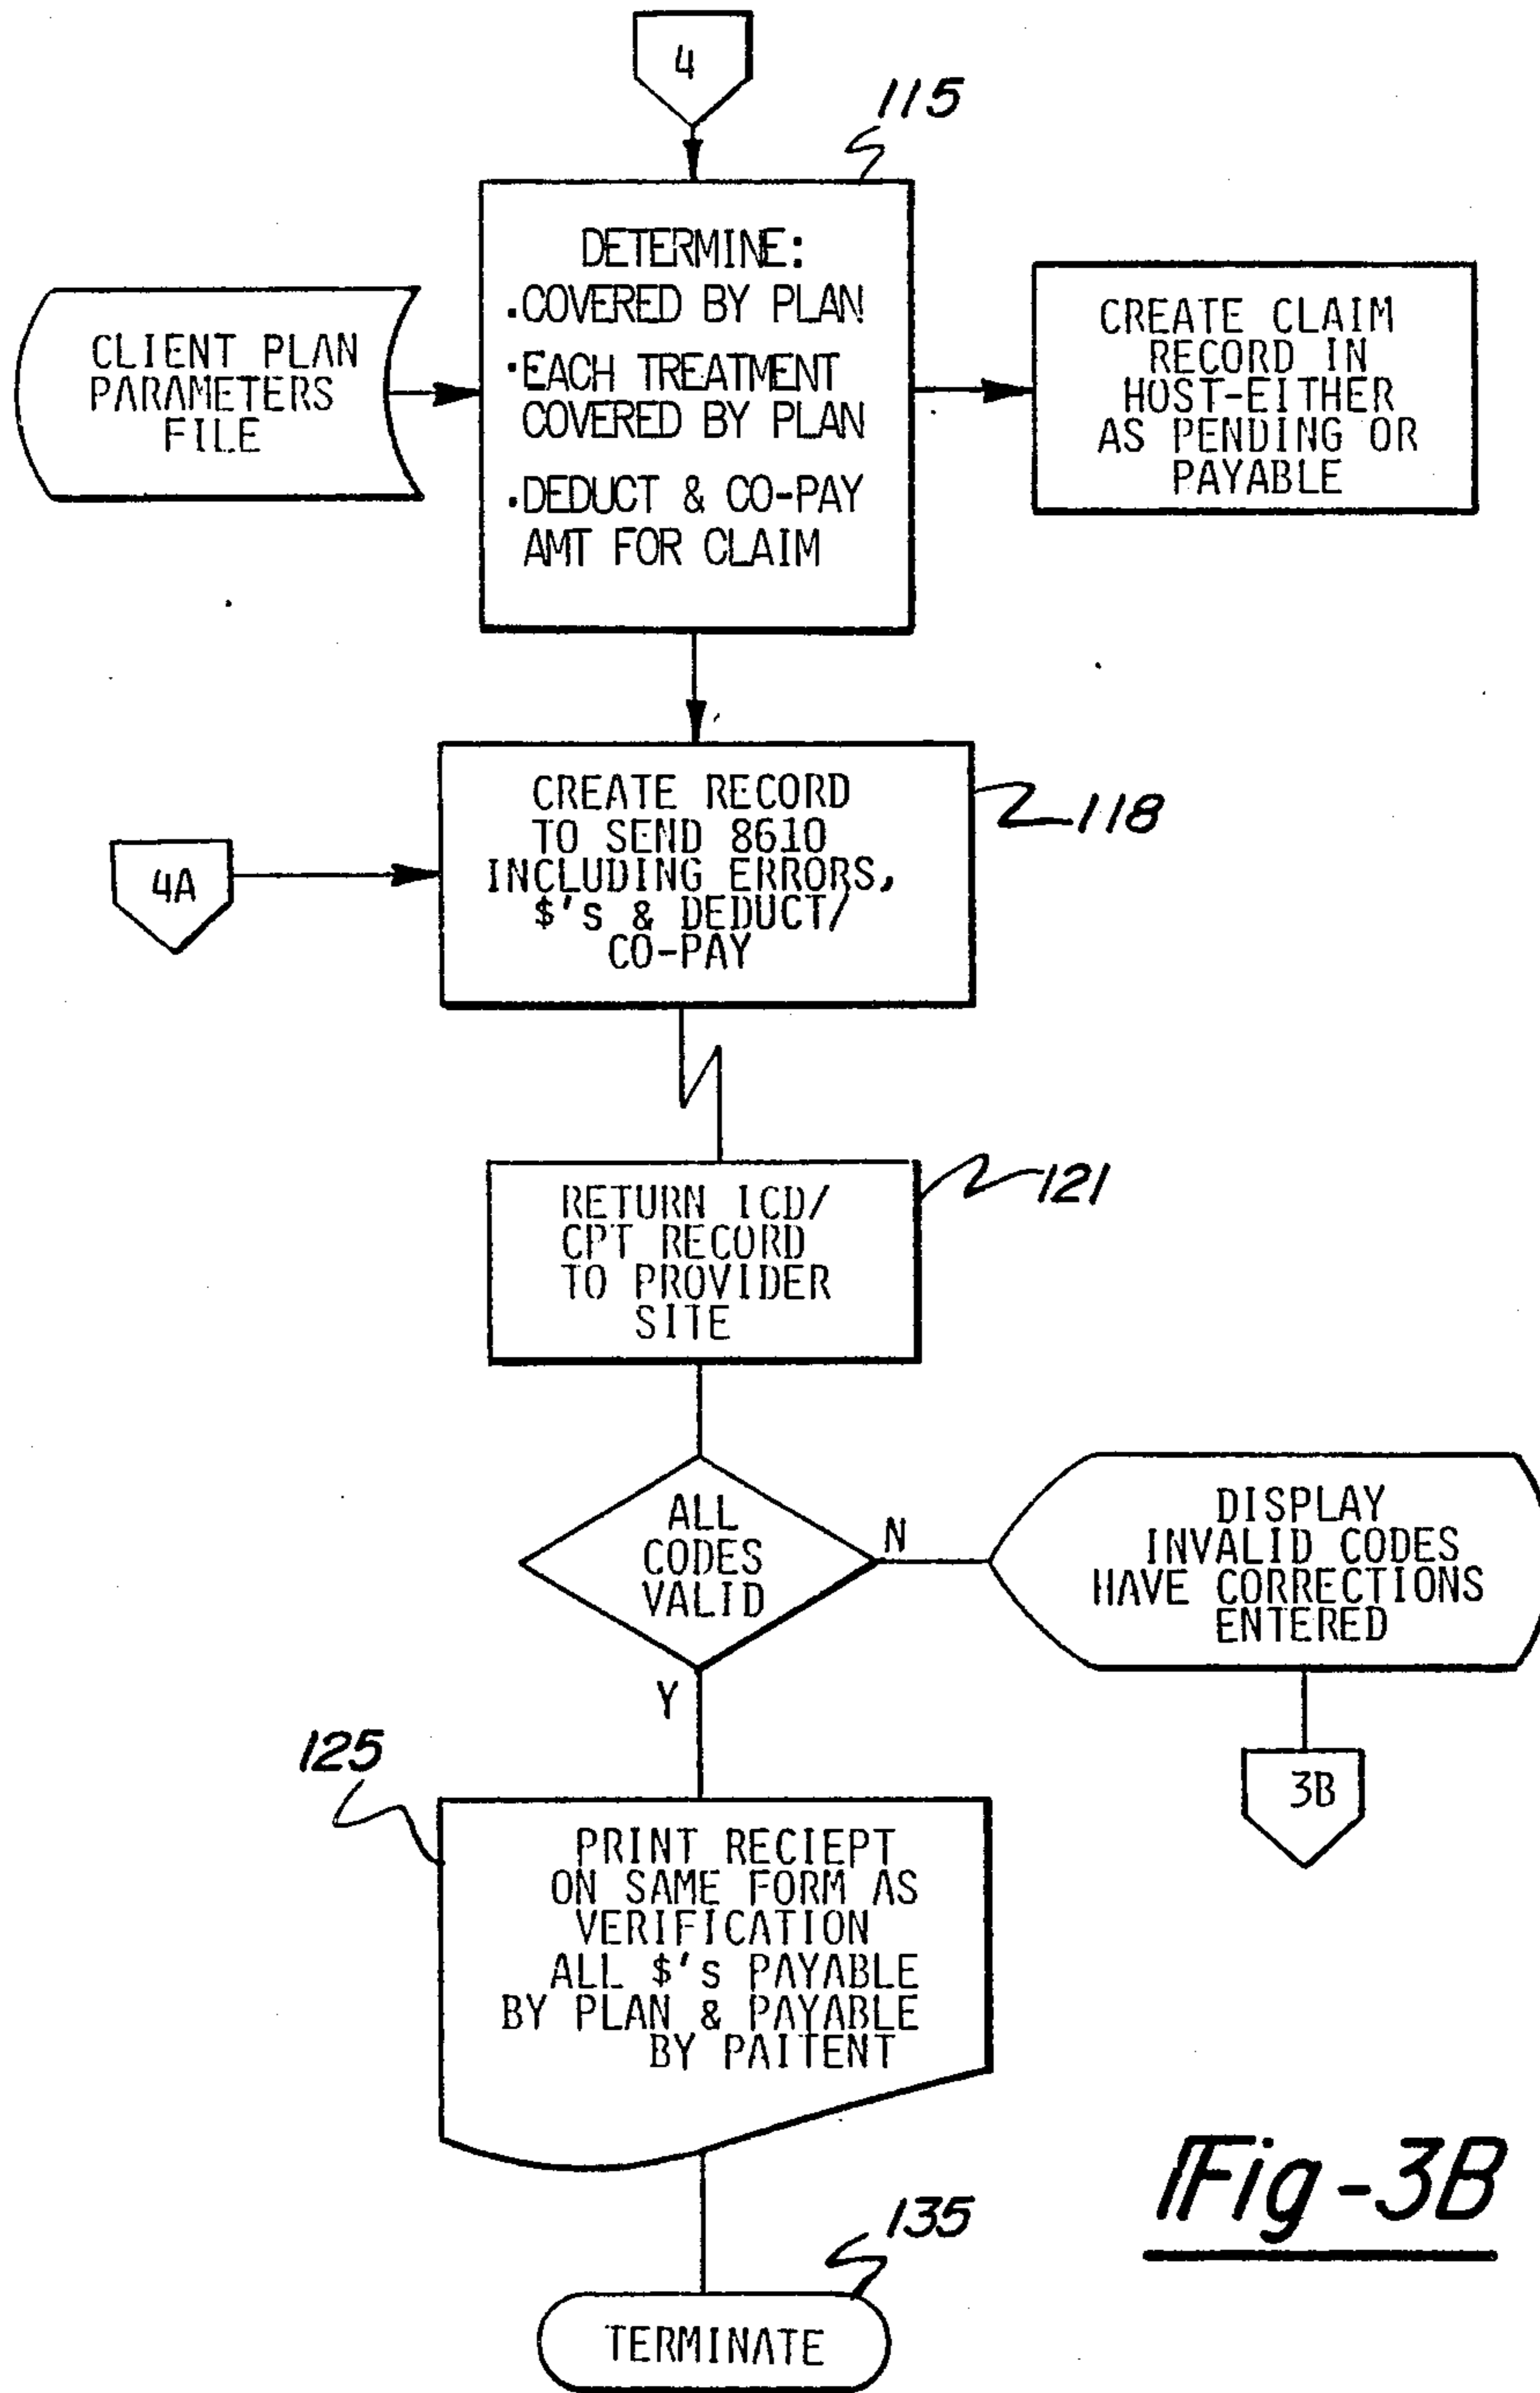 4
115
DETERMINE:
.COVERED BY PLAN
·EACH TREATMENT
COVERED BY PLAN
.DEDUCT & CO-PAY
AMT FOR CLAIM
CLIENT PLAN
PARAMETERS
FILE
CREATE CLAIM
RECORD IN
HOST-EITHER
AS PENDING OR
PAYABLE
CREATE RECORD
TO SEND 8610
INCLUDING ERRORS,
$'s & DEDUCT/
CO-PAY
118
4A
RETURN ICD/
CPT RECORD
TO PROVIDER
SITE
121
ALL
CODES
VALID
N
Y
DISPLAY
INVALID CODES
HAVE CORRECTIONS
ENTERED
3B
125
PRINT RECIEPT
ON SAME FORM AS
VERIFICATION
ALL $'s PAYABLE
BY PLAN & PAYABLE
BY PAITENT
135
TERMINATE
Fig-3B